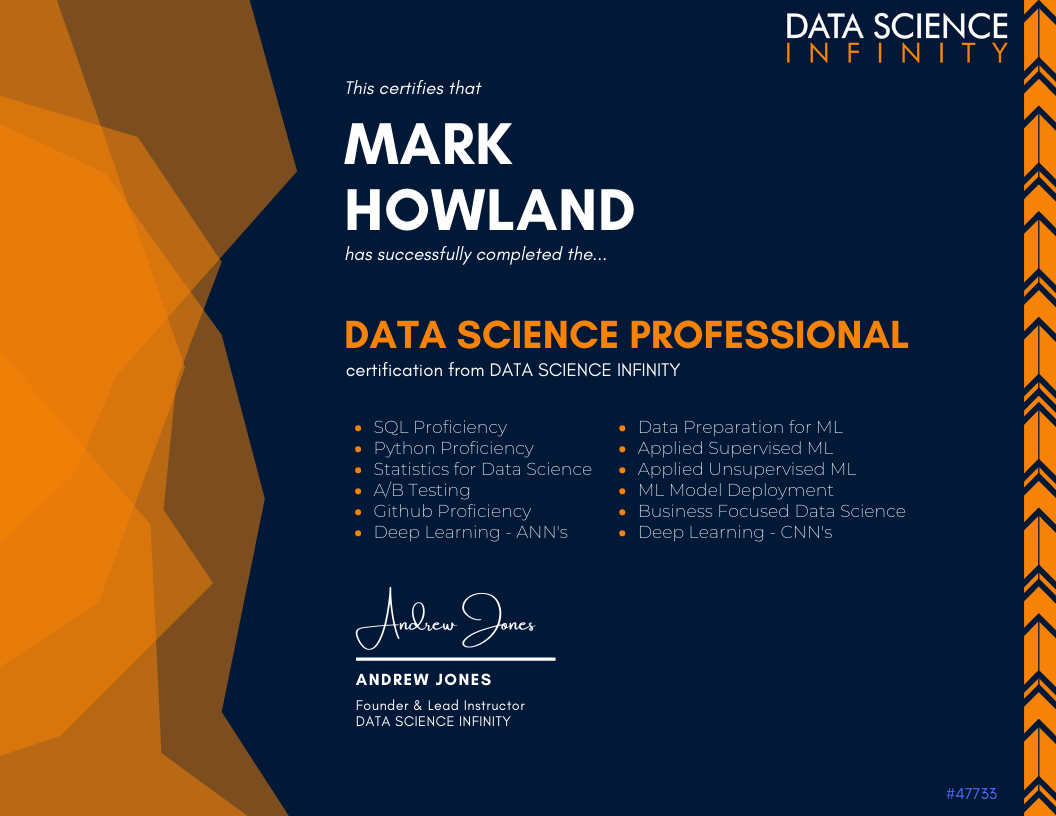 DATA SCIENCE
INFINITY
This certifies that
MARK
HOWLAND
has successfully completed the...
DATA SCIENCE PROFESSIONAL
certification from DATA SCIENCE INFINITY
SQL Proficiency
Python Proficiency
Statistics for Data Science
A/B Testing
Github Proficiency
Deep Learning - ANN's
Data Preparation for ML
Applied Supervised ML
Applied Unsupervised ML
ML Model Deployment
Business Focused Data Science
Deep Learning - CNN's
Andrew Jones
ANDREW JONES
Founder & Lead Instructor
DATA SCIENCE INFINITY
#47733